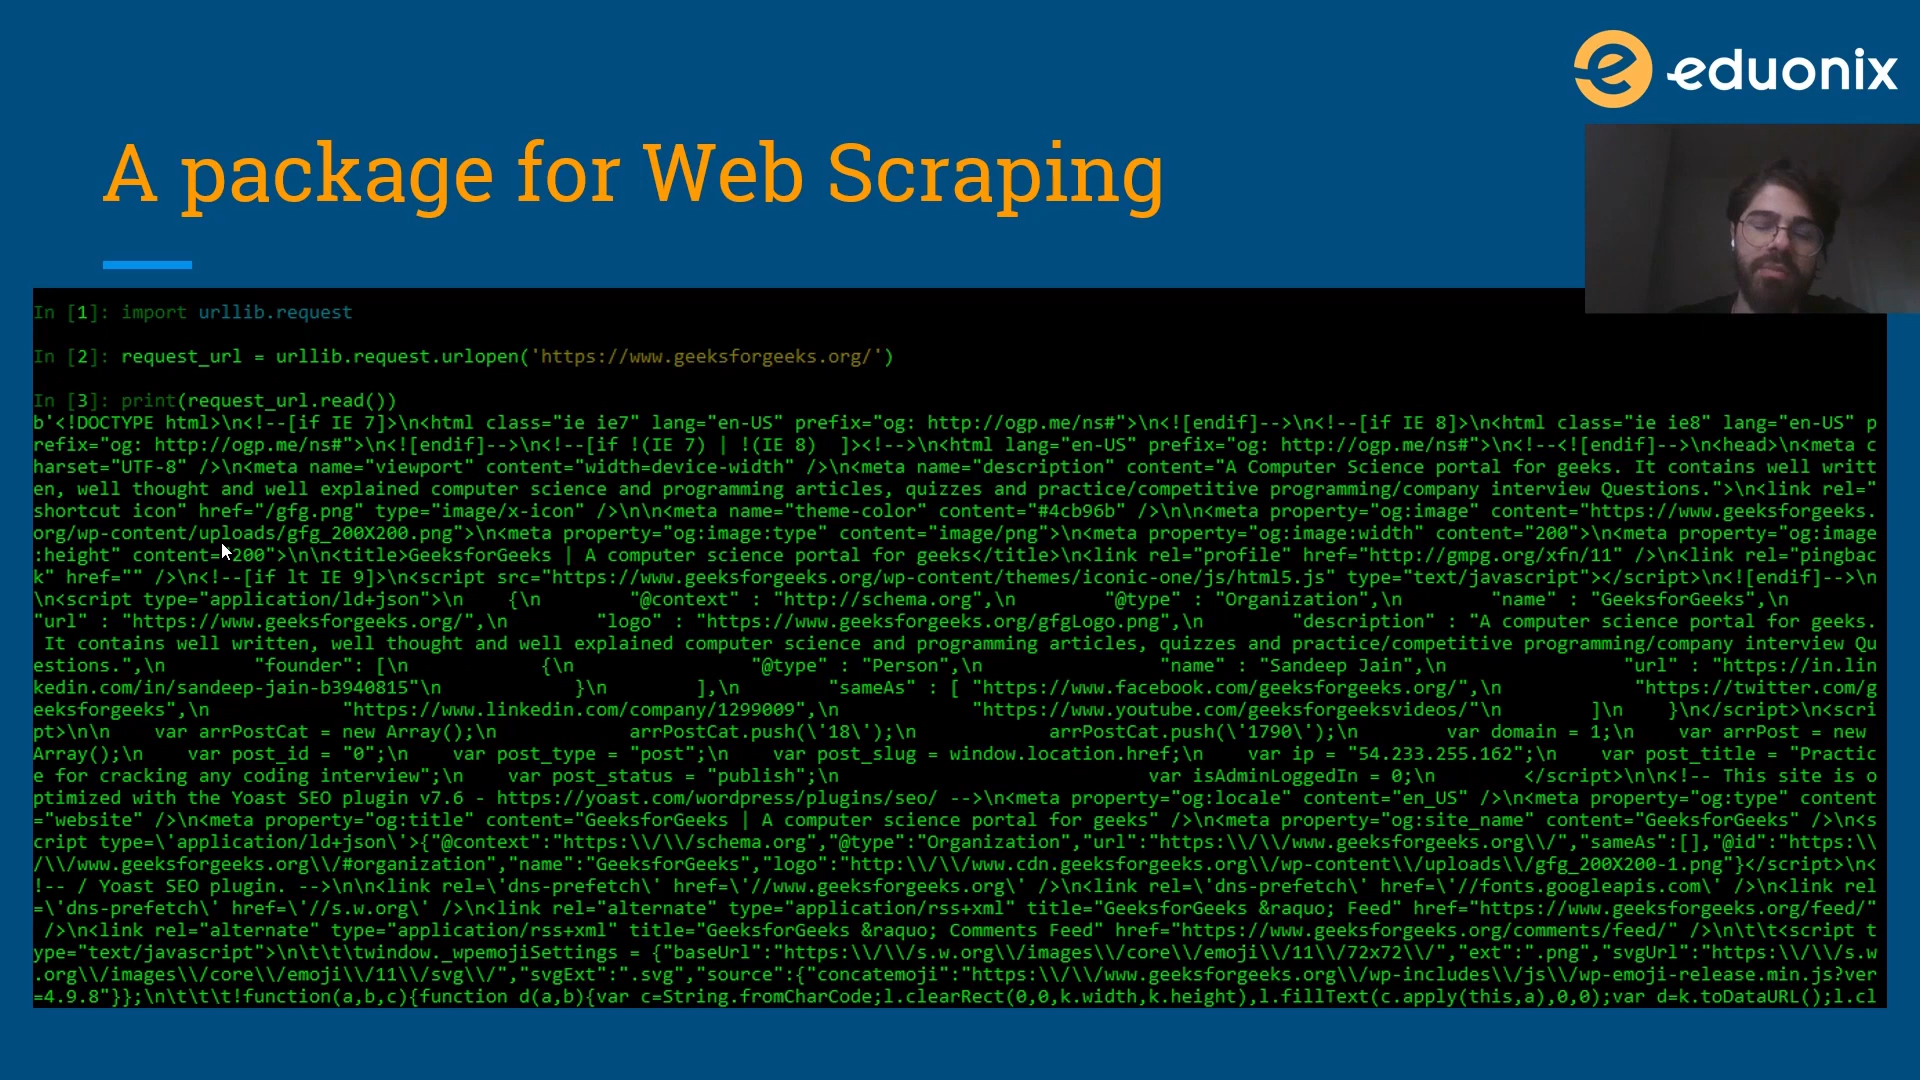 eduonix
A package for Web Scraping
In [1]: import urllib.request
In [2]: request_url = urllib.request.urlopen('https://www.geeksforgeeks.org/')
In [3]: print(request_url.read())
b'<!DOCTYPE html>\n<!--[if IE 7]>\n<html class="ie ie7" lang="en-US" prefix="og: http://ogp.me/ns#">\n<![endif]-->\n<!--[if IE 8]>\n<html class="ie ie8" lang="en-US" p
refix="og: http://ogp.me/ns#">\n<![endif]-->\n<!--[if !(IE 7) | !(IE 8)  ]><!-->\n<html lang="en-US" prefix="og: http://ogp.me/ns#">\n<!--<![endif]-->\n<head>\n<meta c
harset="UTF-8" />\n<meta name="viewport" content="width=device-width" />\n<meta name="description" content="A Computer Science portal for geeks. It contains well writt
en, well thought and well explained computer science and programming articles, quizzes and practice/competitive programming/company interview Questions.">\n<link rel="
shortcut icon" href="/gfg.png" type="image/x-icon" />\n\n<meta name="theme-color" content="#4cb96b" />\n\n<meta property="og:image" content="https://www.geeksforgeeks.
org/wp-content/uploads/gfg_200X200.png">\n<meta property="og:image:type" content="image/png">\n<meta property="og:image:width" content="200">\n<meta property="og:image
:height" content="200">\n\n<title>GeeksforGeeks | A computer science portal for geeks</title>\n<link rel="profile" href="http://gmpg.org/xfn/11" />\n<link rel="pingbac
k" href="" />\n<!--[if lt IE 9]>\n<script src="https://www.geeksforgeeks.org/wp-content/themes/iconic-one/js/html5.js" type="text/javascript"></script>\n<![endif]-->\n
\n<script type="application/ld+json">\n    {\n        "@context" : "http://schema.org",\n        "@type" : "Organization",\n        "name" : "GeeksforGeeks",\n
"url" : "https://www.geeksforgeeks.org/",\n        "logo" : "https://www.geeksforgeeks.org/gfgLogo.png",\n        "description" : "A computer science portal for geeks.
It contains well written, well thought and well explained computer science and programming articles, quizzes and practice/competitive programming/company interview Qu
estions.",\n        "founder": [\n            {\n                "@type" : "Person",\n                "name" : "Sandeep Jain",\n                "url" : "https://in.lin
kedin.com/in/sandeep-jain-b3940815"\n            }\n        ],\n        "sameAs" : [ "https://www.facebook.com/geeksforgeeks.org/",\n            "https://twitter.com/g
eeksforgeeks",\n            "https://www.linkedin.com/company/1299009",\n            "https://www.youtube.com/geeksforgeeksvideos/"\n        ]\n    }\n</script>\n<scri
pt>\n\n    var arrPostCat = new Array();\n            arrPostCat.push(\'18\');\n            arrPostCat.push(\'1790\');\n          var domain = 1;\n    var arrPost = new
Array();\n    var post_id = "0";\n    var post_type = "post";\n    var post_slug = window.location.href;\n    var ip = "54.233.255.162";\n    var post_title = "Practic
e for cracking any coding interview";\n    var post_status = "publish";\n                            var isAdminLoggedIn = 0;\n        </script>\n\n<!-- This site is o
ptimized with the Yoast SEO plugin v7.6 - https://yoast.com/wordpress/plugins/seo/ -->\n<meta property="og:locale" content="en_US" />\n<meta property="og:type" content
="website" />\n<meta property="og:title" content="GeeksforGeeks | A computer science portal for geeks" />\n<meta property="og:site_name" content="GeeksforGeeks" />\n<s
cript type=\'application/ld+json\'>{"@context":"https:\\/\\/schema.org","@type":"Organization","url":"https:\\/\\/www.geeksforgeeks.org\\/","sameAs":[],"@id":"https:\\
/\\/www.geeksforgeeks.org\\/#organization","name":"GeeksforGeeks","logo":"http:\\/\\/www.cdn.geeksforgeeks.org\\/wp-content\\/uploads\\/gfg_200X200-1.png"}</script>\n<
!-- / Yoast SEO plugin. -->\n\n<link rel=\'dns-prefetch\' href=\'//www.geeksforgeeks.org\' />\n<link rel=\'dns-prefetch\' href=\'//fonts.googleapis.com\' />\n<link rel
=\'dns-prefetch\' href=\'//s.w.org\' />\n<link rel="alternate" type="application/rss+xml" title="GeeksforGeeks &raquo; Feed" href="https://www.geeksforgeeks.org/feed/"
/>\n<link rel="alternate" type="application/rss+xml" title="GeeksforGeeks &raquo; Comments Feed" href="https://www.geeksforgeeks.org/comments/feed/" />\n\t\t<script t
ype="text/javascript">\n\t\t\twindow._wpemojiSettings = {"baseUrl":"https:\\/\\/s.w.org\\/images\\/core\\/emoji\\/11\\/72x72\\/","ext":".png","svgUrl":"https:\\/\\/s.w
.org\\/images\\/core\\/emoji\\/11\\/svg\\/","svgExt":".svg","source":{"concatemoji":"https:\\/\\/www.geeksforgeeks.org\\/wp-includes\\/js\\/wp-emoji-release.min.js?ver
=4.9.8"}};\n\t\t\t!function(a,b,c){function d(a,b){var c=String.fromCharCode;l.clearRect(0,0,k.width,k.height),l.fillText(c.apply(this,a),0,0);var d=k.toDataURL();l.cl